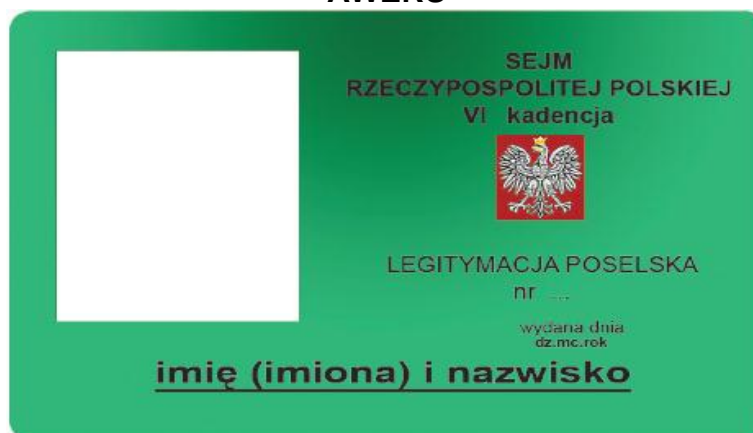 AWERS
SEJM
RZECZYPOSPOLITEJ POLSKIEJ
VI kadencja
LEGITYMACJA POSELSKA
nr ....
wydana dnia
dz.mc.rok
imię (imiona) i nazwisko